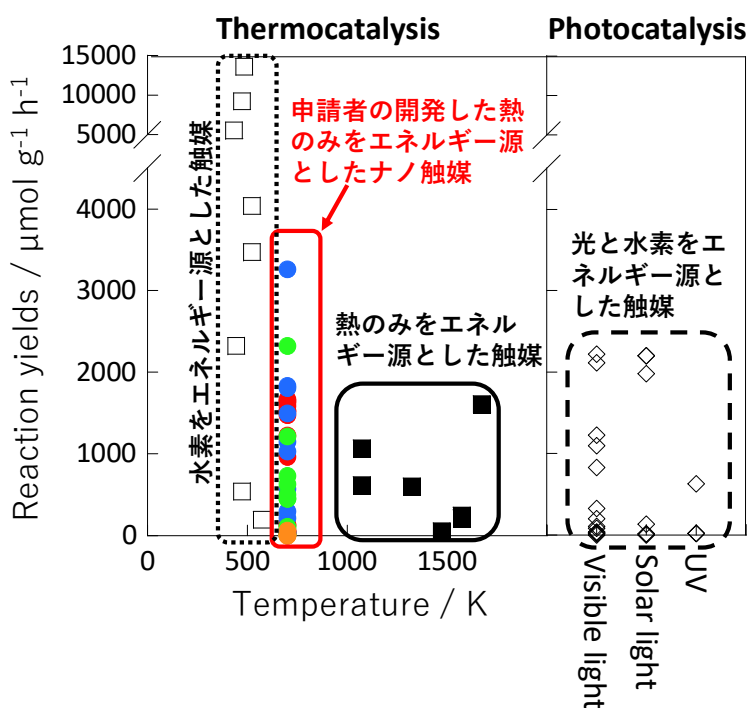 Thermocatalysis
Photocatalysis
15000
10000
5000
4000
3000
2000
1000
0
Reaction yields / μmol g⁻¹ h⁻¹
水素をエネルギー源とした触媒
申請者の開発した熱
のみをエネルギー源
としたナノ触媒
熱のみをエネル
ギー源とした触媒
光と水素をエ
ネルギー源と
した触媒
0
500
1000
1500
Temperature / K
Visible light
Solar light
UV